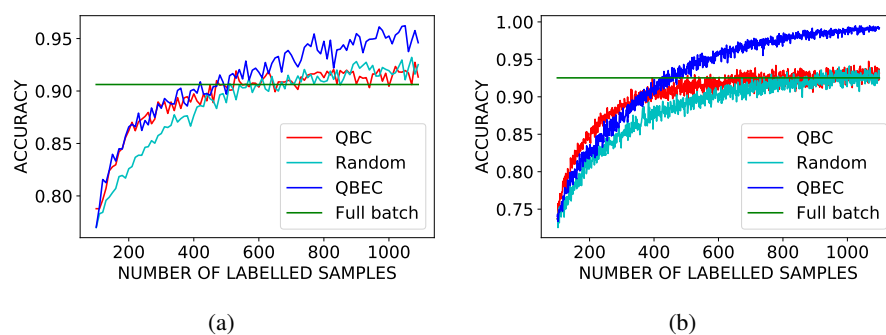 0.95
0.90
0.85
0.80
ACCURACY
QBC
Random
QBEC
Full batch
200 400 600 800 1000
NUMBER OF LABELLED SAMPLES
(a)
1.00
0.95
0.90
0.85
0.80
0.75
ACCURACY
QBC
Random
QBEC
Full batch
200 400 600 800 1000
NUMBER OF LABELLED SAMPLES
(b)